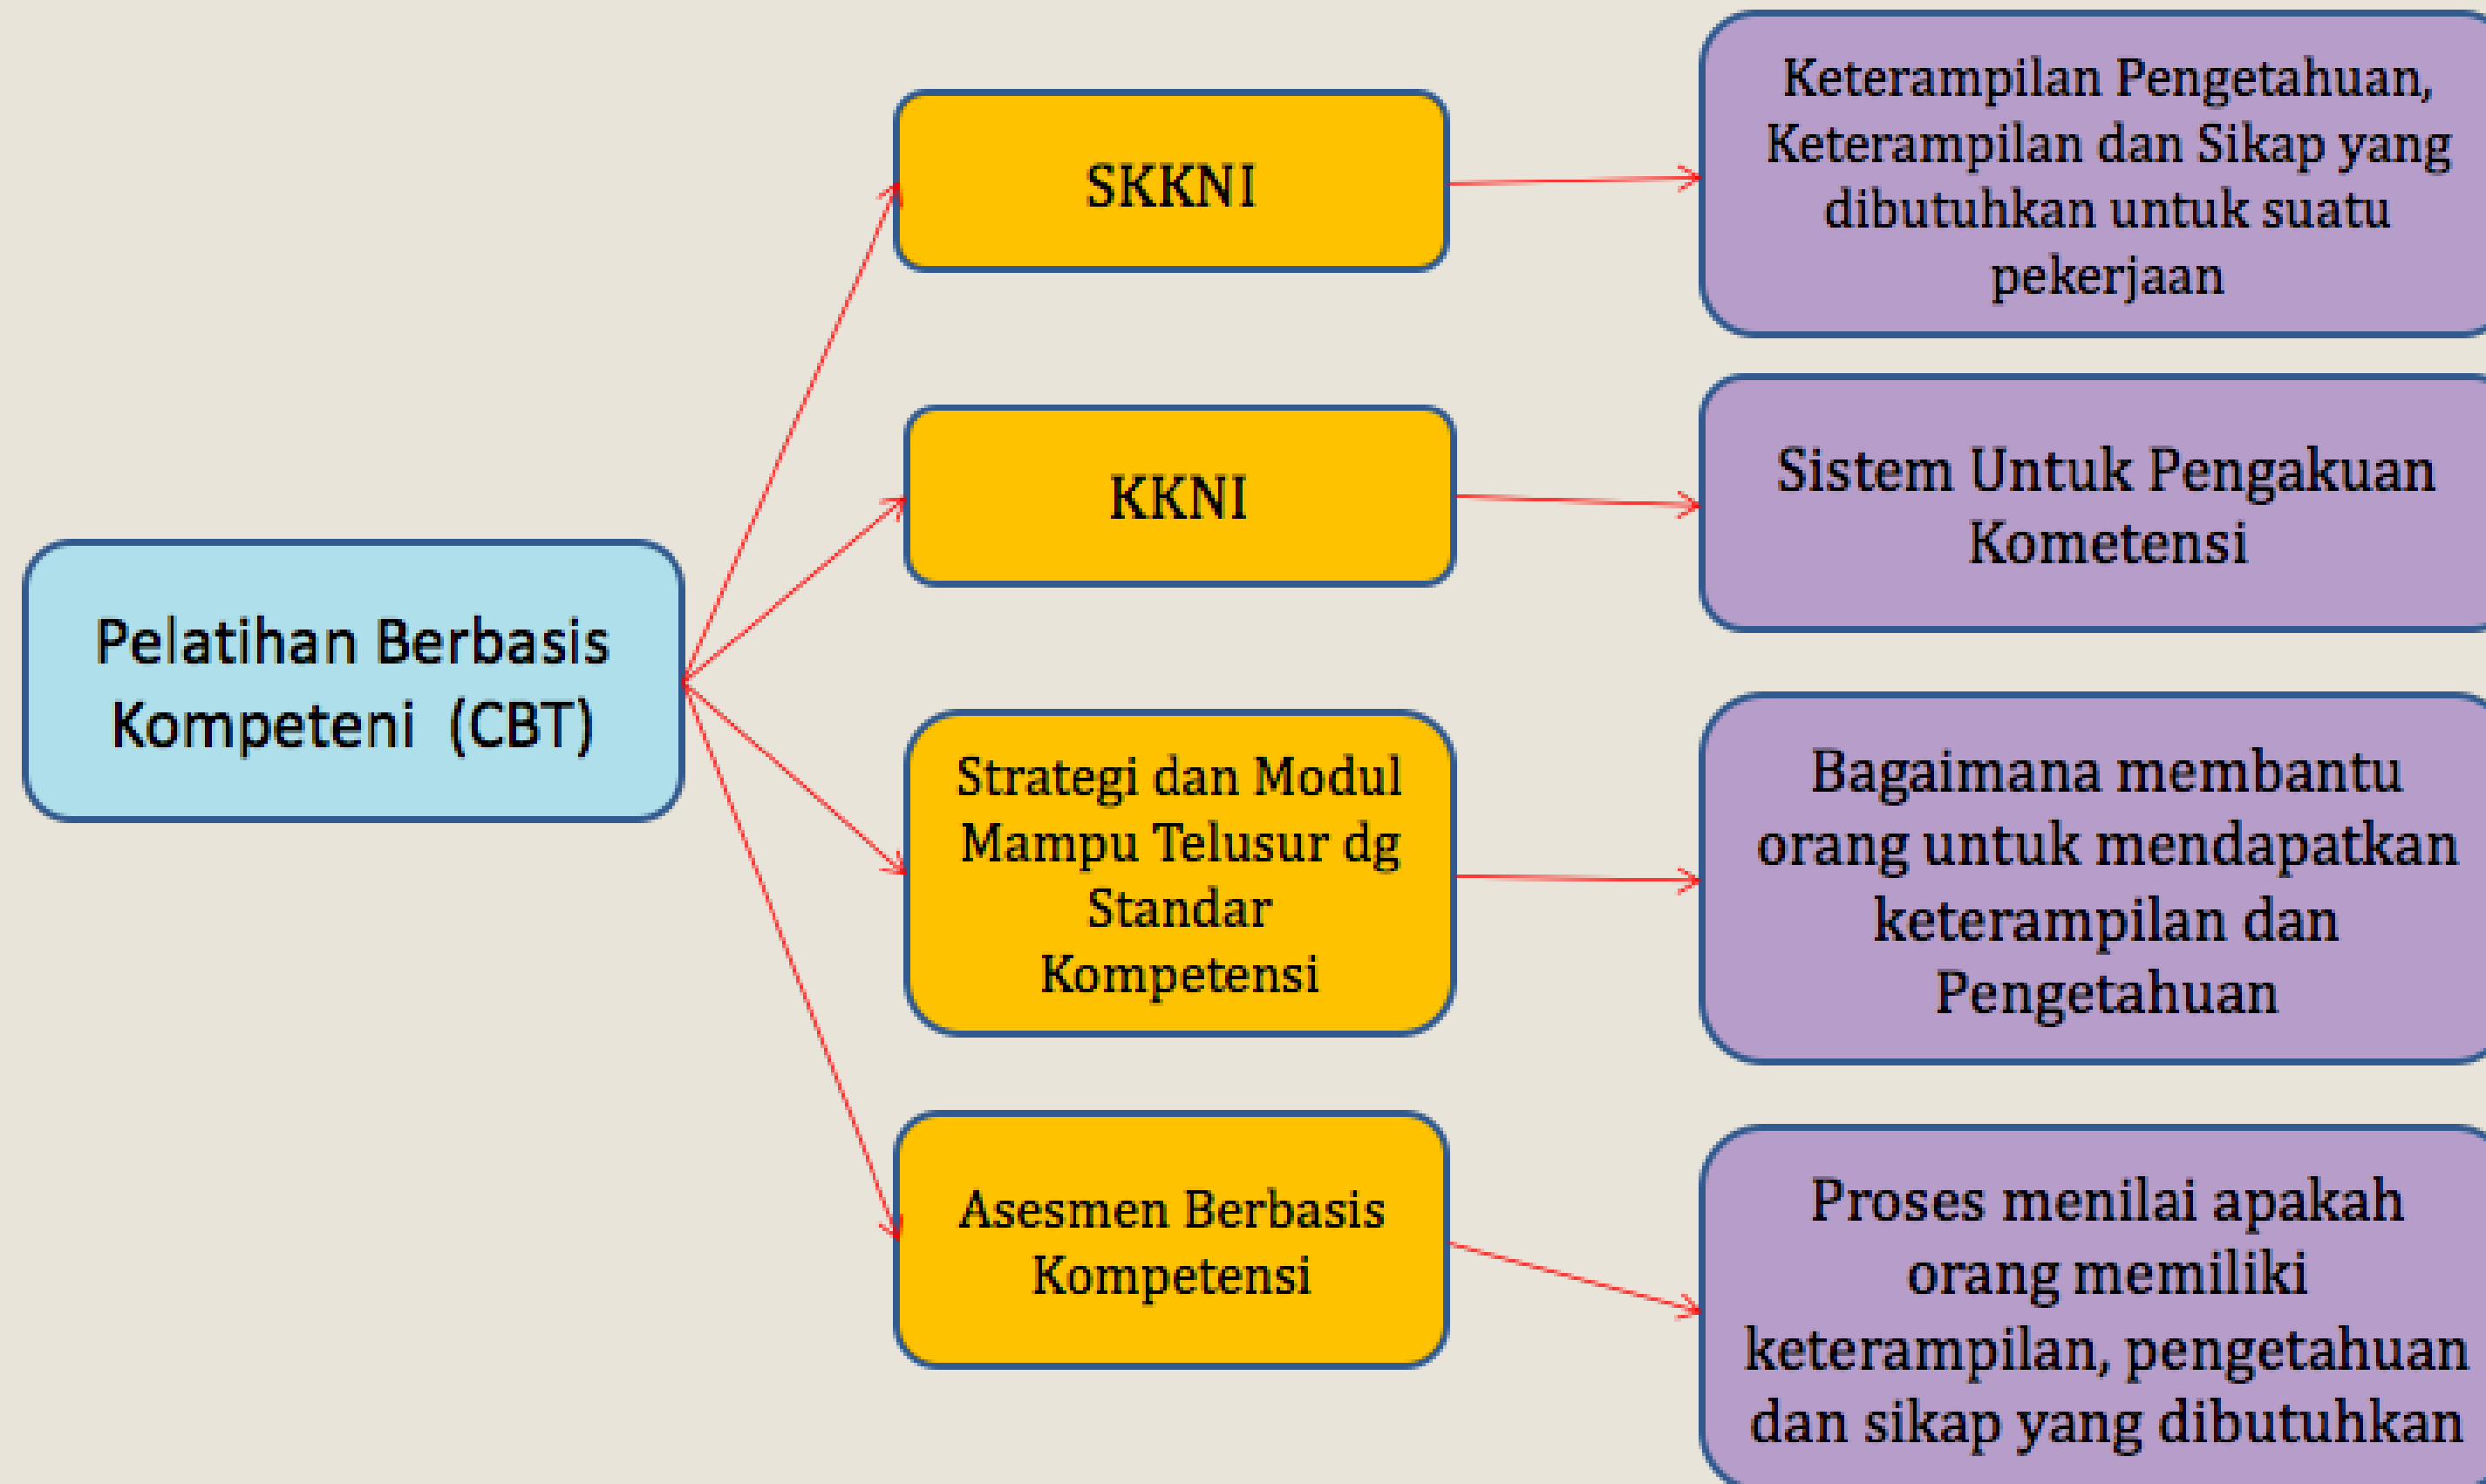 Pelatihan Berbasis
Kompeteni (CBT)
SKKNI
Keterampilan Pengetahuan,
Keterampilan dan Sikap yang
dibutuhkan untuk suatu
pekerjaan
KKNI
Sistem Untuk Pengakuan
Kometensi
Strategi dan Modul
Mampu Telusur dg
Standar
Kompetensi
Bagaimana membantu
orang untuk mendapatkan
keterampilan dan
Pengetahuan
Asesmen Berbasis
Kompetensi
Proses menilai apakah
orang memiliki
keterampilan, pengetahuan
dan sikap yang dibutuhkan